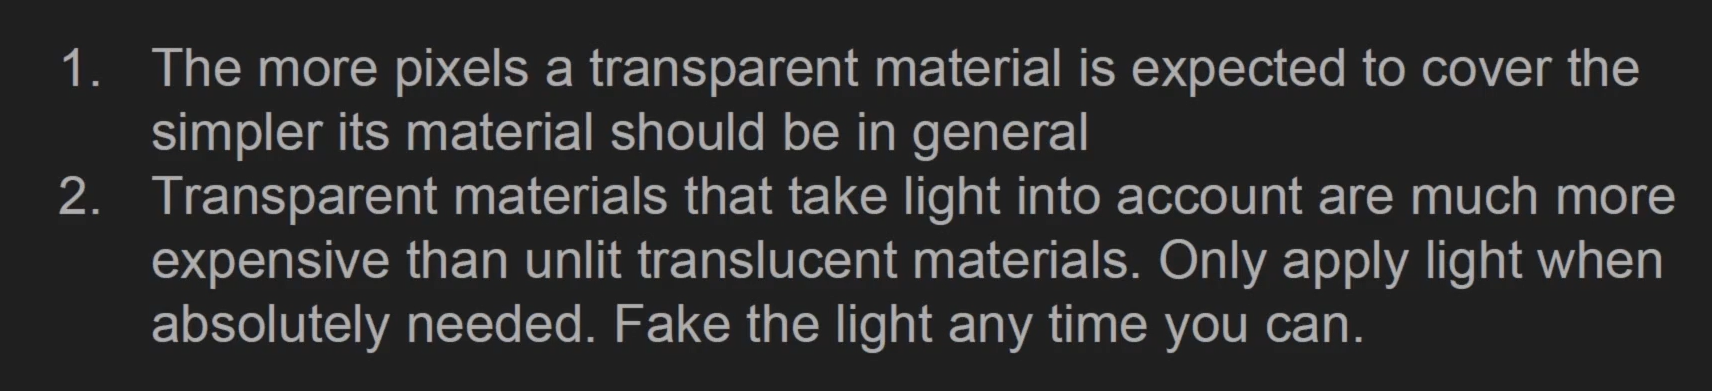 1. The more pixels a transparent material is expected to cover the
simpler its material should be in general
2. Transparent materials that take light into account are much more
expensive than unlit translucent materials. Only apply light when
absolutely needed. Fake the light any time you can.